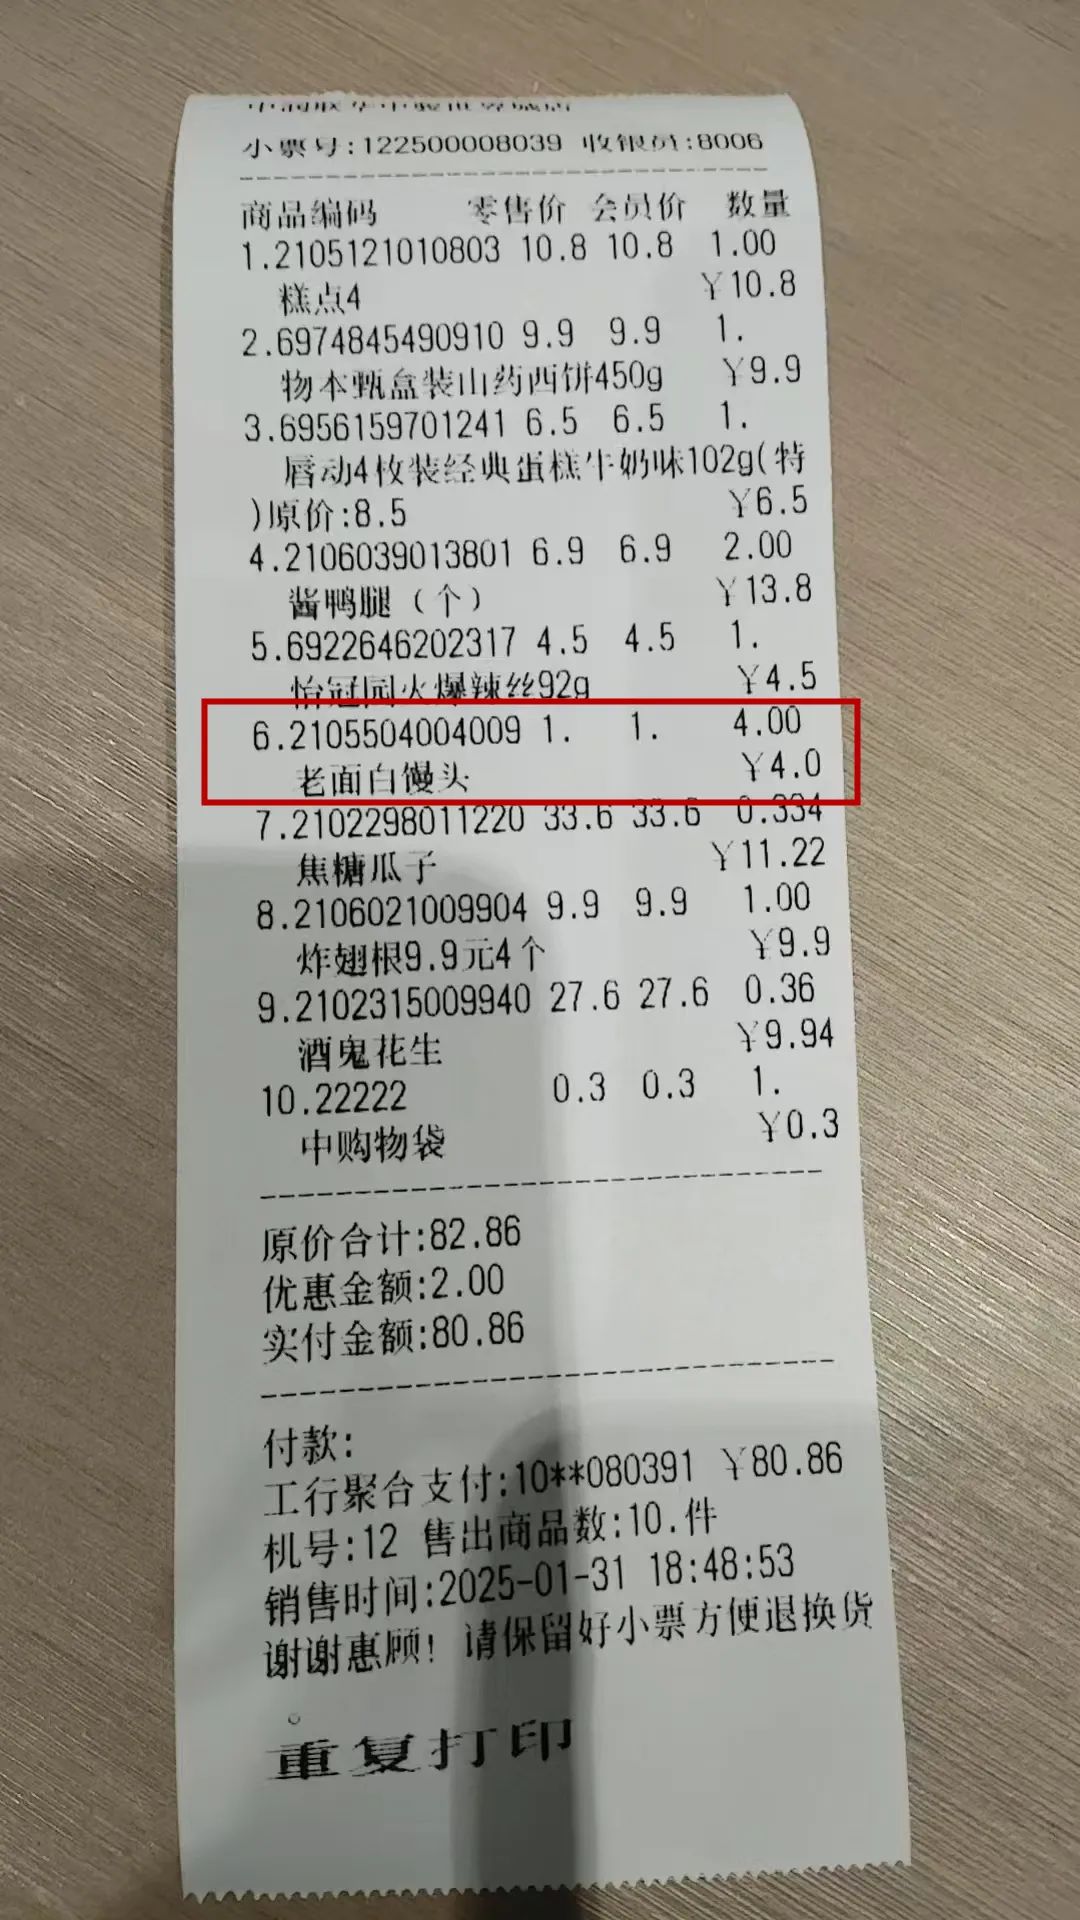 小票号:122500008039 收银员:8006
商品编码 零售价 会员价 数量
1.2105121010803 10.8 10.8 1.00
糕点4 ¥10.8
2.6974845490910 9.9 9.9 1.
物本甄盒装山药西饼450g ¥9.9
3.6956159701241 6.5 6.5 1.
唇动4枚装经典蛋糕牛奶味102g(特
)原价:8.5 ¥6.5
4.2106039013801 6.9 6.9 2.00
酱鸭腿（个） ¥13.8
5.6922646202317 4.5 4.5 1.
怡冠园火爆辣丝92g ¥4.5
6.2105504004009 1. 1. 4.00
老面白馒头 ¥4.0
7.2102298011220 33.6 33.6 0.334
焦糖瓜子 ¥11.22
8.2106021009904 9.9 9.9 1.00
炸翅根9.9元4个 ¥9.9
9.2102315009940 27.6 27.6 0.36
酒鬼花生 ¥9.94
10.22222 0.3 0.3 1.
中购物袋 ¥0.3
原价合计:82.86
优惠金额:2.00
实付金额:80.86
付款:
工行聚合支付:10**080391 ¥80.86
机号:12 售出商品数:10.件
销售时间:2025-01-31 18:48:53
谢谢惠顾! 请保留好小票方便退换货
。
重复打印